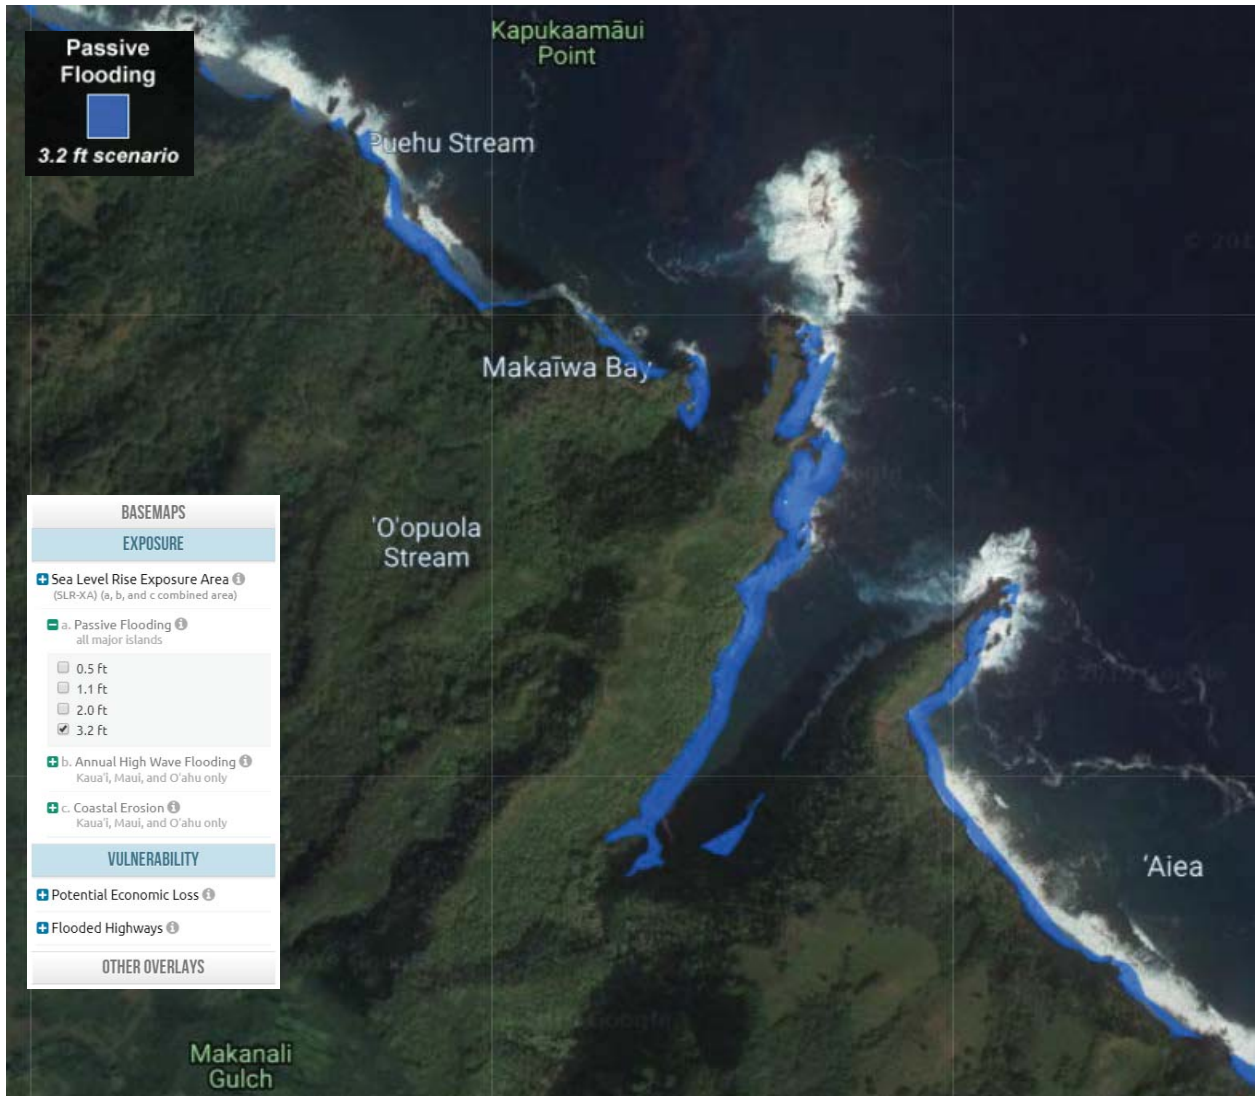 Kapukaamāui
Point
Passive
Flooding
3.2 ft scenario
Puehu Stream
© 201
Makaīwa Bay
'O'opuola
Stream
BASEMAPS
EXPOSURE
Sea Level Rise Exposure Area
(SLR-XA) (a, b, and c combined area)
a. Passive Flooding
all major islands
0.5 ft
1.1 ft
2.0 ft
3.2 ft
b. Annual High Wave Flooding
Kaua'i, Maui, and O'ahu only
c. Coastal Erosion
Kaua'i, Maui, and O'ahu only
VULNERABILITY
Potential Economic Loss
Flooded Highways
OTHER OVERLAYS
'Aiea
Google
Makanali
Gulch